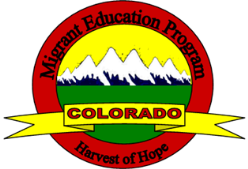 Migrant Education Program
COLORADO
Harvest of Hope